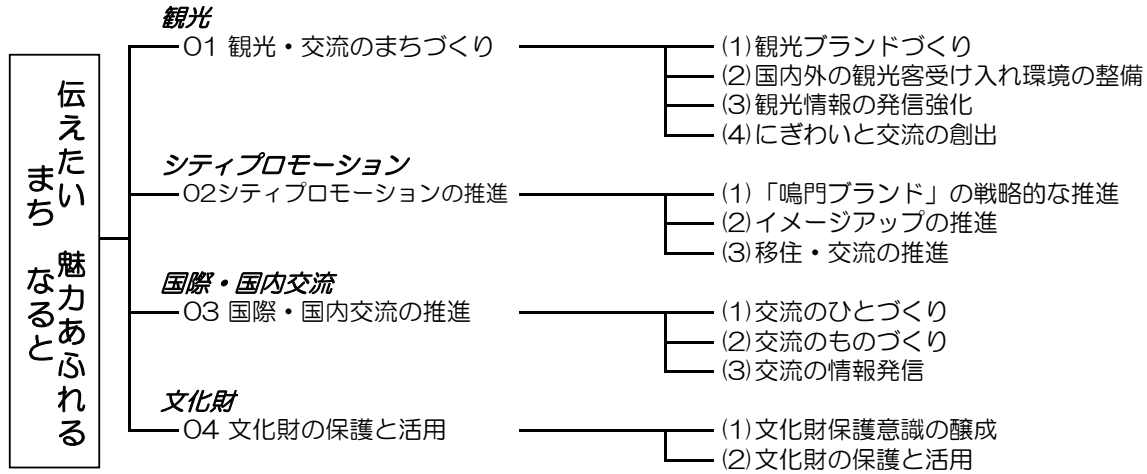 伝えたい 魅力あふれる
まち なると
観光
01 観光・交流のまちづくり
(1)観光ブランドづくり
(2)国内外の観光客受け入れ環境の整備
(3)観光情報の発信強化
(4)にぎわいと交流の創出
シティプロモーション
02シティプロモーションの推進
(1)「鳴門ブランド」の戦略的な推進
(2)イメージアップの推進
(3)移住・交流の推進
国際・国内交流
03 国際・国内交流の推進
(1)交流のひとづくり
(2)交流のものづくり
(3)交流の情報発信
文化財
04 文化財の保護と活用
(1)文化財保護意識の醸成
(2)文化財の保護と活用